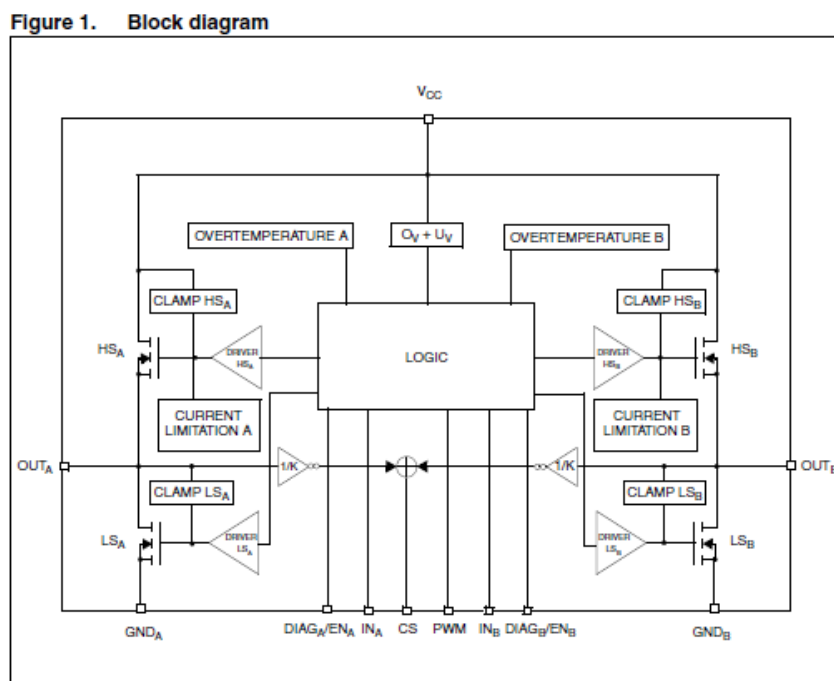 Figure 1. Block diagram
VCC
OVERTEMPERATURE A
OV + UV
OVERTEMPERATURE B
CLAMP HSA
CLAMP HSB
HSA
DRIVER
HSA
LOGIC
DRIVER
HSB
HSB
CURRENT
LIMITATION A
CURRENT
LIMITATION B
OUTA
1/K
1/K
OUTB
CLAMP LSA
CLAMP LSB
LSA
DRIVER
LSA
DRIVER
LSB
LSB
GNDA
DIAGA/ENA
INA
CS
PWM
INB
DIAGB/ENB
GNDB